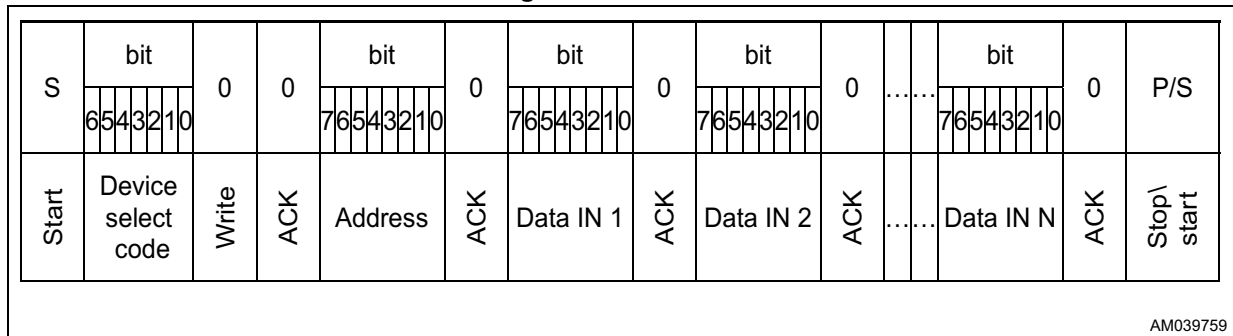 S bit 0 0 bit 0 bit 0 bit 0 ...... bit 0 P/S
6543210 76543210 76543210 76543210 76543210
Start Device select code Write ACK Address ACK Data IN 1 ACK Data IN 2 ACK ...... Data IN N ACK Stop\ start
AM039759